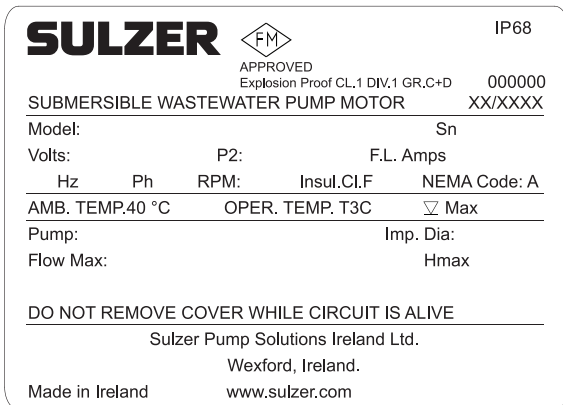 SULZER FM IP68
APPROVED
Explosion Proof CL.1 DIV.1 GR.C+D 000000
SUBMERSIBLE WASTEWATER PUMP MOTOR XX/XXXX
Model: Sn
Volts: P2: F.L. Amps
Hz Ph RPM: Insul.Cl.F NEMA Code: A
AMB. TEMP.40 °C OPER. TEMP. T3C Max
Pump: Imp. Dia:
Flow Max: Hmax
DO NOT REMOVE COVER WHILE CIRCUIT IS ALIVE
Sulzer Pump Solutions Ireland Ltd.
Wexford, Ireland.
Made in Ireland www.sulzer.com